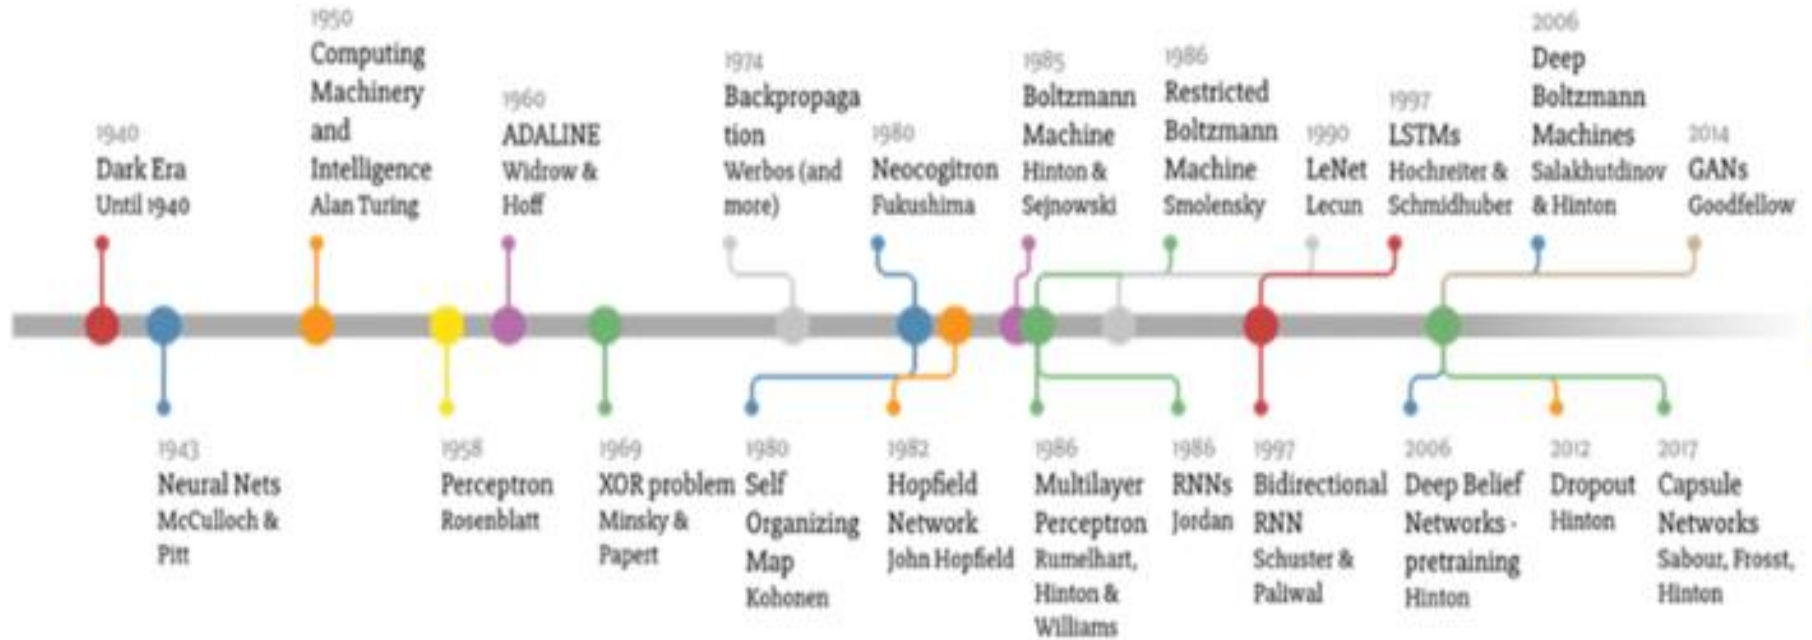 1940
Dark Era
Until 1940
1950
Computing
Machinery
and
Intelligence
Alan Turing
1960
ADALINE
Widrow &
Hoff
1974
Backpropaga
tion
Werbos (and
more)
1980
Neocogitron
Fukushima
1985
Boltzmann
Machine
Hinton &
Sejnowski
1986
Restricted
Boltzmann
Machine
Smolensky
1990
LeNet
Lecun
1997
LSTMs
Hochreiter &
Schmidhuber
2006
Deep
Boltzmann
Machines
Salakhutdinov
& Hinton
2014
GANs
Goodfellow
1943
Neural Nets
McCulloch &
Pitt
1958
Perceptron
Rosenblatt
1969
XOR problem
Minsky &
Papert
1980
Self
Organizing
Map
Kohonen
1982
Hopfield
Network
John Hopfield
1986
Multilayer
Perceptron
Rumelhart,
Hinton &
Williams
1986
RNNs
Jordan
1997
Bidirectional
RNN
Schuster &
Paliwal
2006
Deep Belief
Networks -
pretraining
Hinton
2012
Dropout
Hinton
2017
Capsule
Networks
Sabour, Frosst,
Hinton